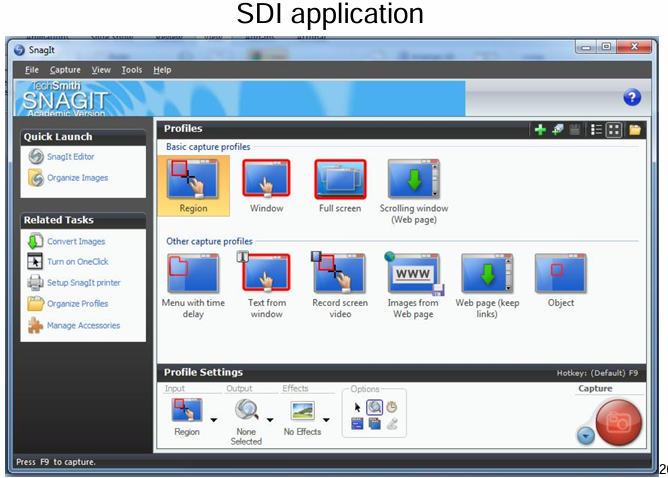 SDI application
SnagIt
File Capture View Tools Help
TechSmith
SNAGIT
Academic Version
Quick Launch
SnagIt Editor
Organize Images
Related Tasks
Convert Images
Turn on OneClick
Setup SnagIt printer
Organize Profiles
Manage Accessories
Profiles
Basic capture profiles
Region
Window
Full screen
Scrolling window
(Web page)
Other capture profiles
WWW
Menu with time
delay
Text from
window
Record screen
video
Images from
Web page
Web page (keep
links)
Object
Profile Settings
Hotkey: (Default) F9
Input
Output
Effects
Options
Capture
Region
None
Selected
No Effects
Press F9 to capture.